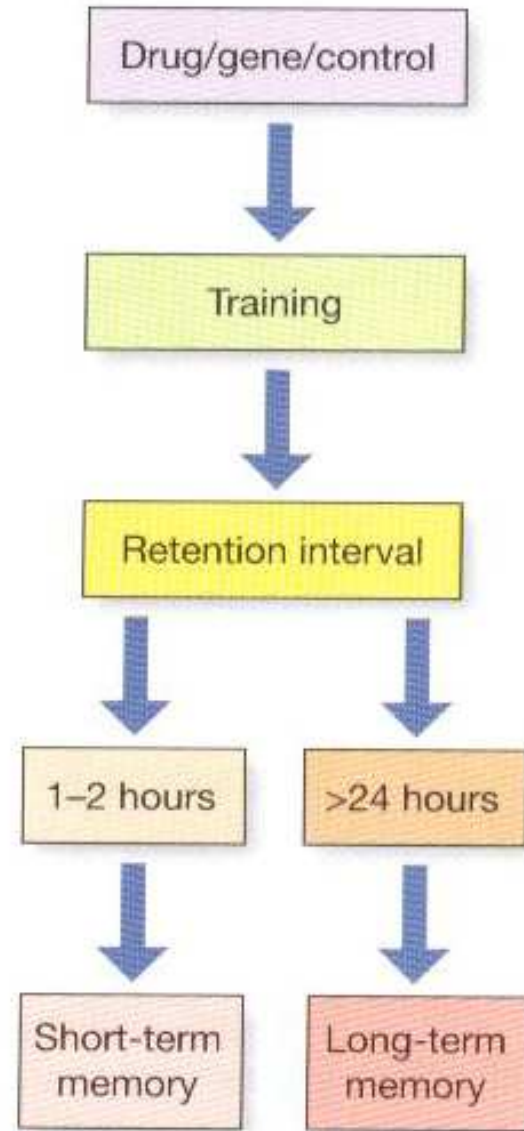 Drug/gene/control
Training
Retention interval
1–2 hours
>24 hours
Short-term
memory
Long-term
memory